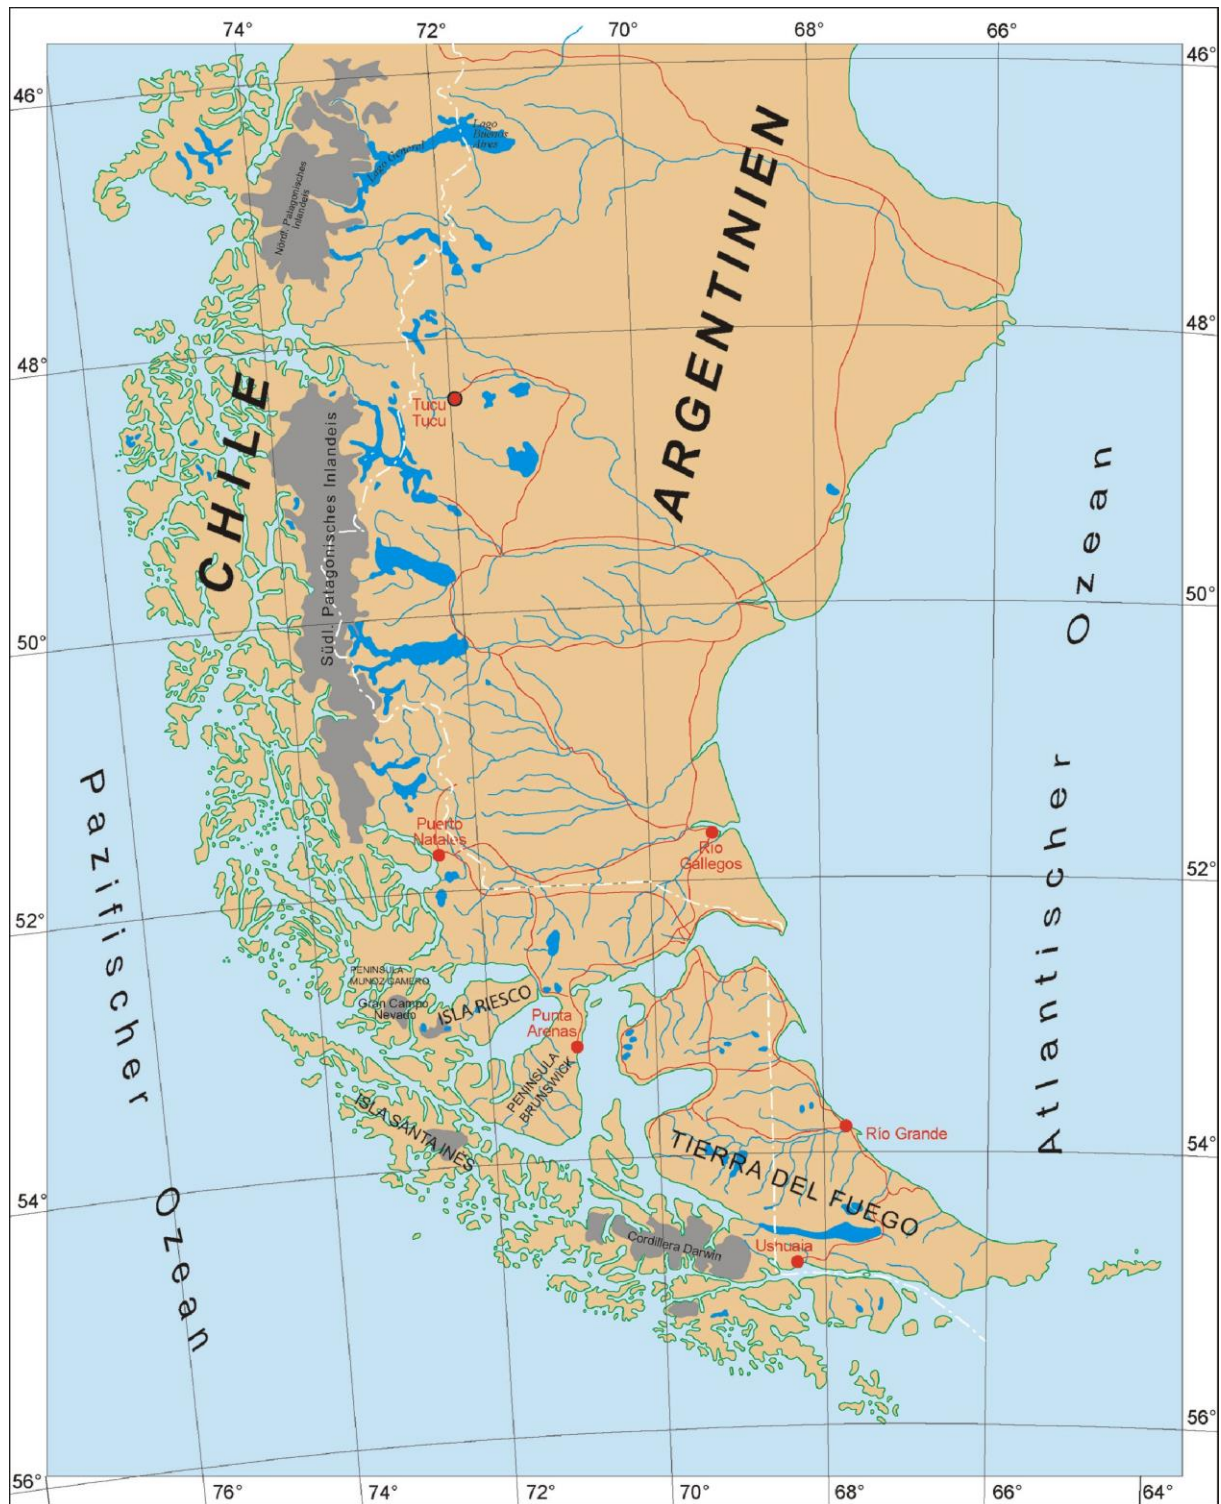 74°
72°
70°
68°
66°
46°
46°
Lago
Buenos
Aires
Lago General
Nördl. Patagonisches
Inlandeis
ARGENTINIEN
48°
48°
CHILE
Tucu
Tucu
Südl. Patagonisches Inlandeis
50°
50°
Atlantischer Ozean
Pazifischer Ozean
Puerto
Natales
Río
Gallegos
52°
52°
PENINSULA
MUNOZ GAMERO
Gran Campo
Nevado
ISLA RIESCO
Punta
Arenas
PENINSULA
BRUNSWICK
ISLA SANTA INES
Río Grande
54°
54°
TIERRA DEL FUEGO
Cordillera Darwin
Ushuaia
56°
56°
76°
74°
72°
70°
68°
66°
64°